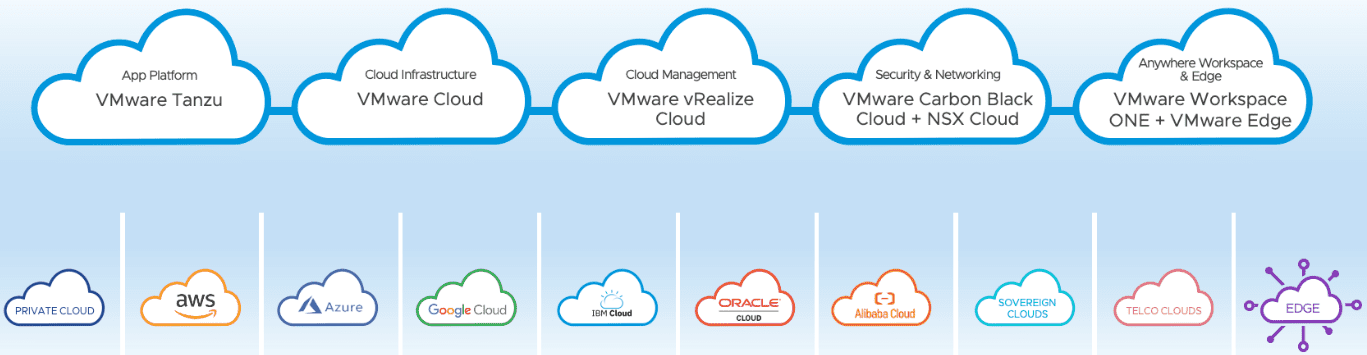 App Platform
VMware Tanzu
Cloud Infrastructure
VMware Cloud
Cloud Management
VMware vRealize
Cloud
Security & Networking
VMware Carbon Black
Cloud + NSX Cloud
Anywhere Workspace
& Edge
VMware Workspace
ONE + VMware Edge
PRIVATE CLOUD
aws
Azure
Google Cloud
IBM Cloud
ORACLE
CLOUD
Alibaba Cloud
SOVEREIGN
CLOUDS
TELCO CLOUDS
EDGE